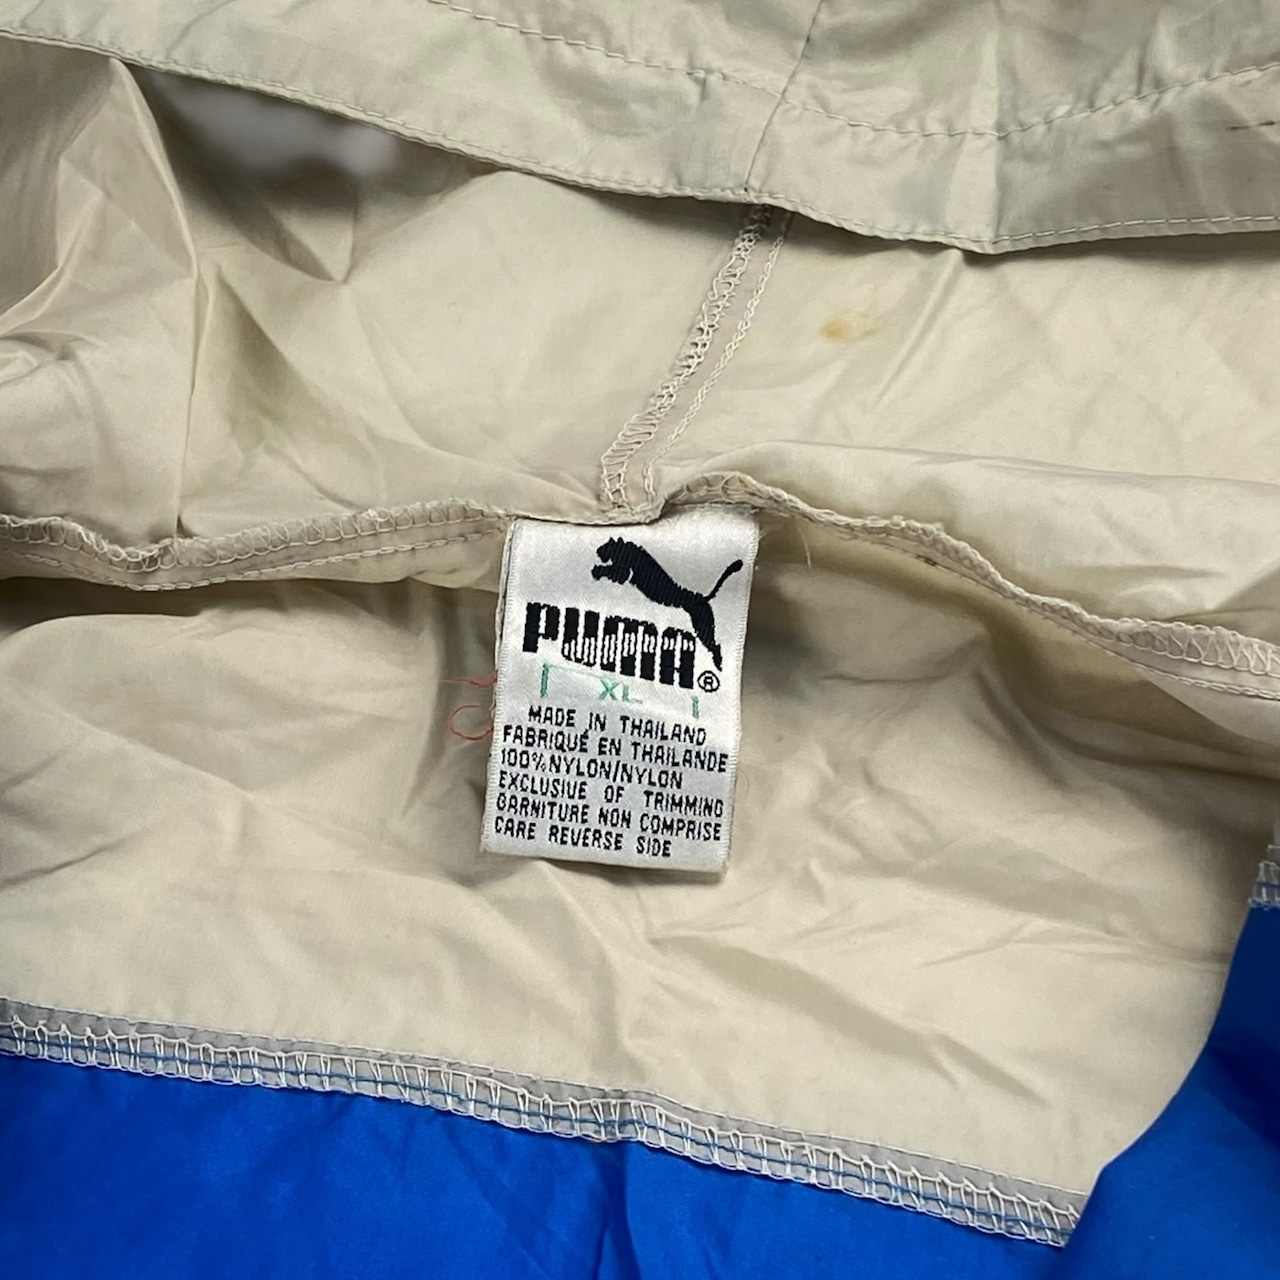 PUMA®
XL
MADE IN THAILAND
FABRIQUÉ EN THAILANDE
100%NYLON/NYLON
EXCLUSIVE OF TRIMMING
GARNITURE NON COMPRISE
CARE REVERSE SIDE